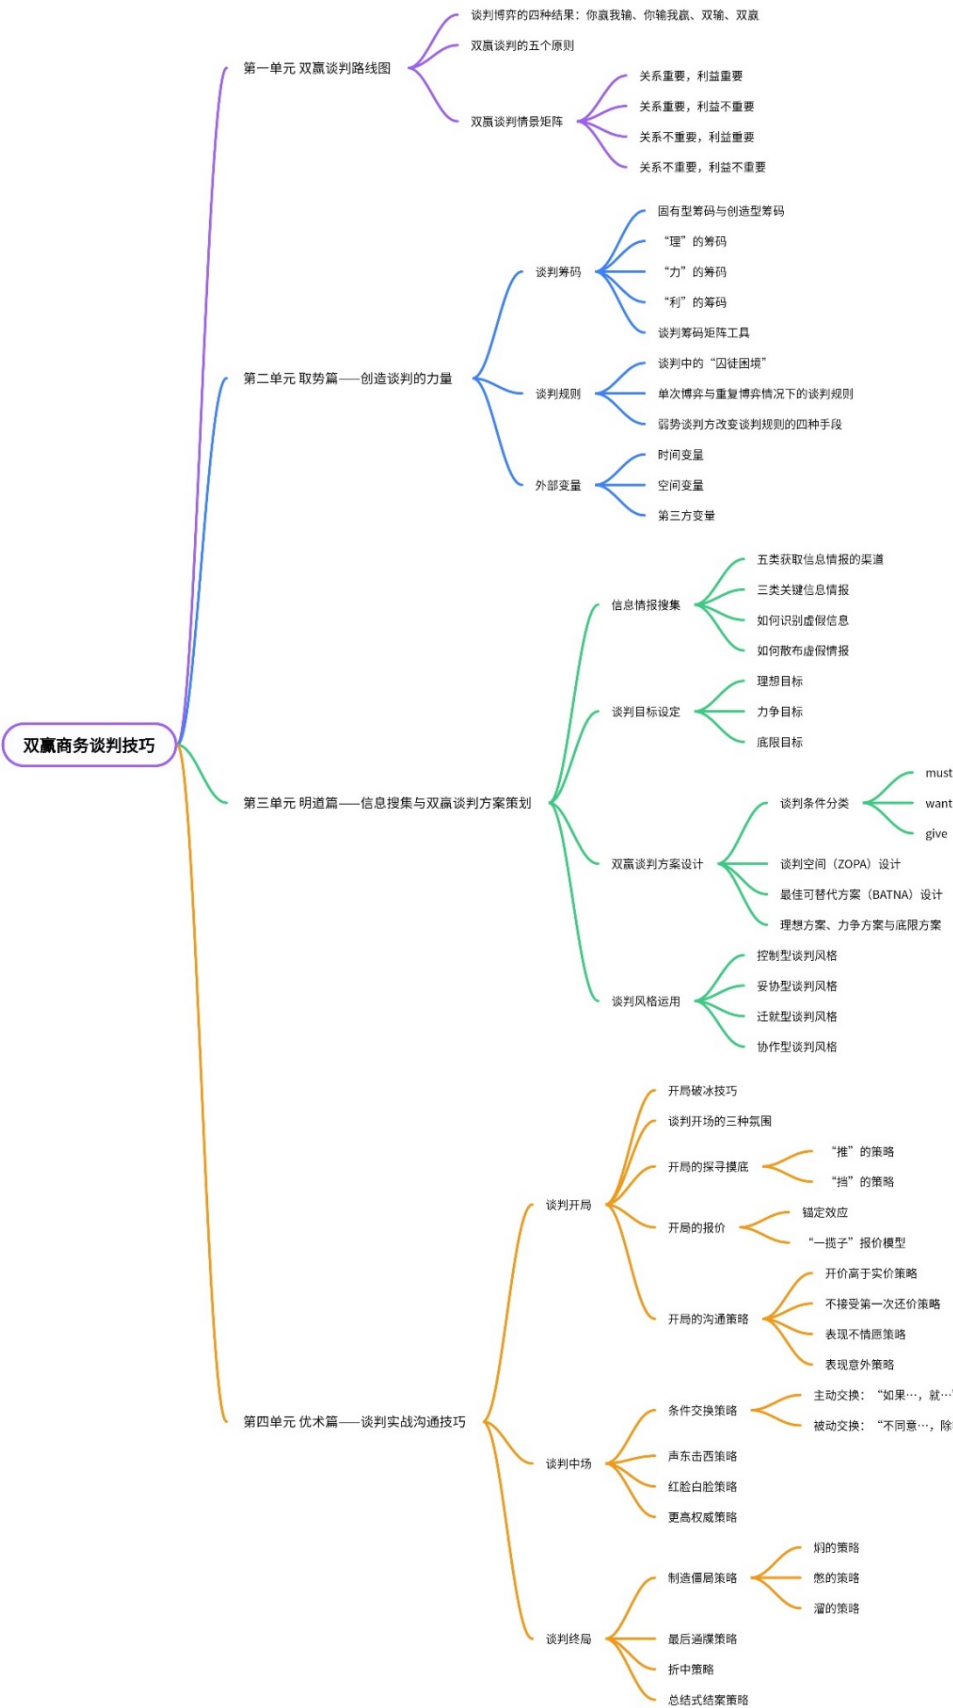 双赢商务谈判技巧
第一单元 双赢谈判路线图
谈判博弈的四种结果：你赢我输、你输我赢、双输、双赢
双赢谈判的五个原则
双赢谈判情景矩阵
关系重要，利益重要
关系重要，利益不重要
关系不重要，利益重要
关系不重要，利益不重要
第二单元 取势篇——创造谈判的力量
谈判筹码
固有型筹码与创造型筹码
“理”的筹码
“力”的筹码
“利”的筹码
谈判筹码矩阵工具
谈判规则
谈判中的“囚徒困境”
单次博弈与重复博弈情况下的谈判规则
弱势谈判方改变谈判规则的四种手段
外部变量
时间变量
空间变量
第三方变量
第三单元 明道篇——信息搜集与双赢谈判方案策划
信息情报搜集
五类获取信息情报的渠道
三类关键信息情报
如何识别虚假信息
如何散布虚假情报
谈判目标设定
理想目标
力争目标
底限目标
双赢谈判方案设计
谈判条件分类
must
want
give
谈判空间（ZOPA）设计
最佳可替代方案（BATNA）设计
理想方案、力争方案与底限方案
谈判风格运用
控制型谈判风格
妥协型谈判风格
迁就型谈判风格
协作型谈判风格
第四单元 优术篇——谈判实战沟通技巧
谈判开局
开局破冰技巧
谈判开场的三种氛围
开局的探寻摸底
“推”的策略
“挡”的策略
开局的报价
锚定效应
“一揽子”报价模型
开局的沟通策略
开价高于实价策略
不接受第一次还价策略
表现不情愿策略
表现意外策略
谈判中场
条件交换策略
主动交换：“如果…，就…”
被动交换：“不同意…，除
声东击西策略
红脸白脸策略
更高权威策略
谈判终局
制造僵局策略
焖的策略
憋的策略
溜的策略
最后通牒策略
折中策略
总结式结案策略